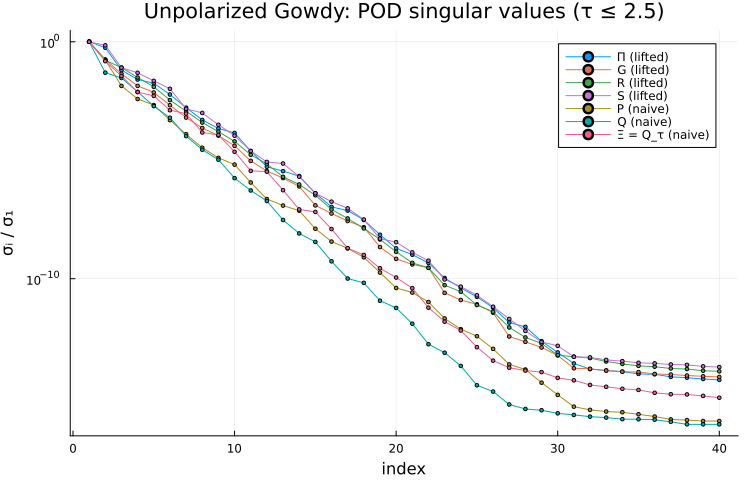 Unpolarized Gowdy: POD singular values (τ ≤ 2.5)
10⁰
10⁻¹⁰
σᵢ / σ₁
Π (lifted)
G (lifted)
R (lifted)
S (lifted)
P (naive)
Q (naive)
Ξ = Q_τ (naive)
0 10 20 30 40
index